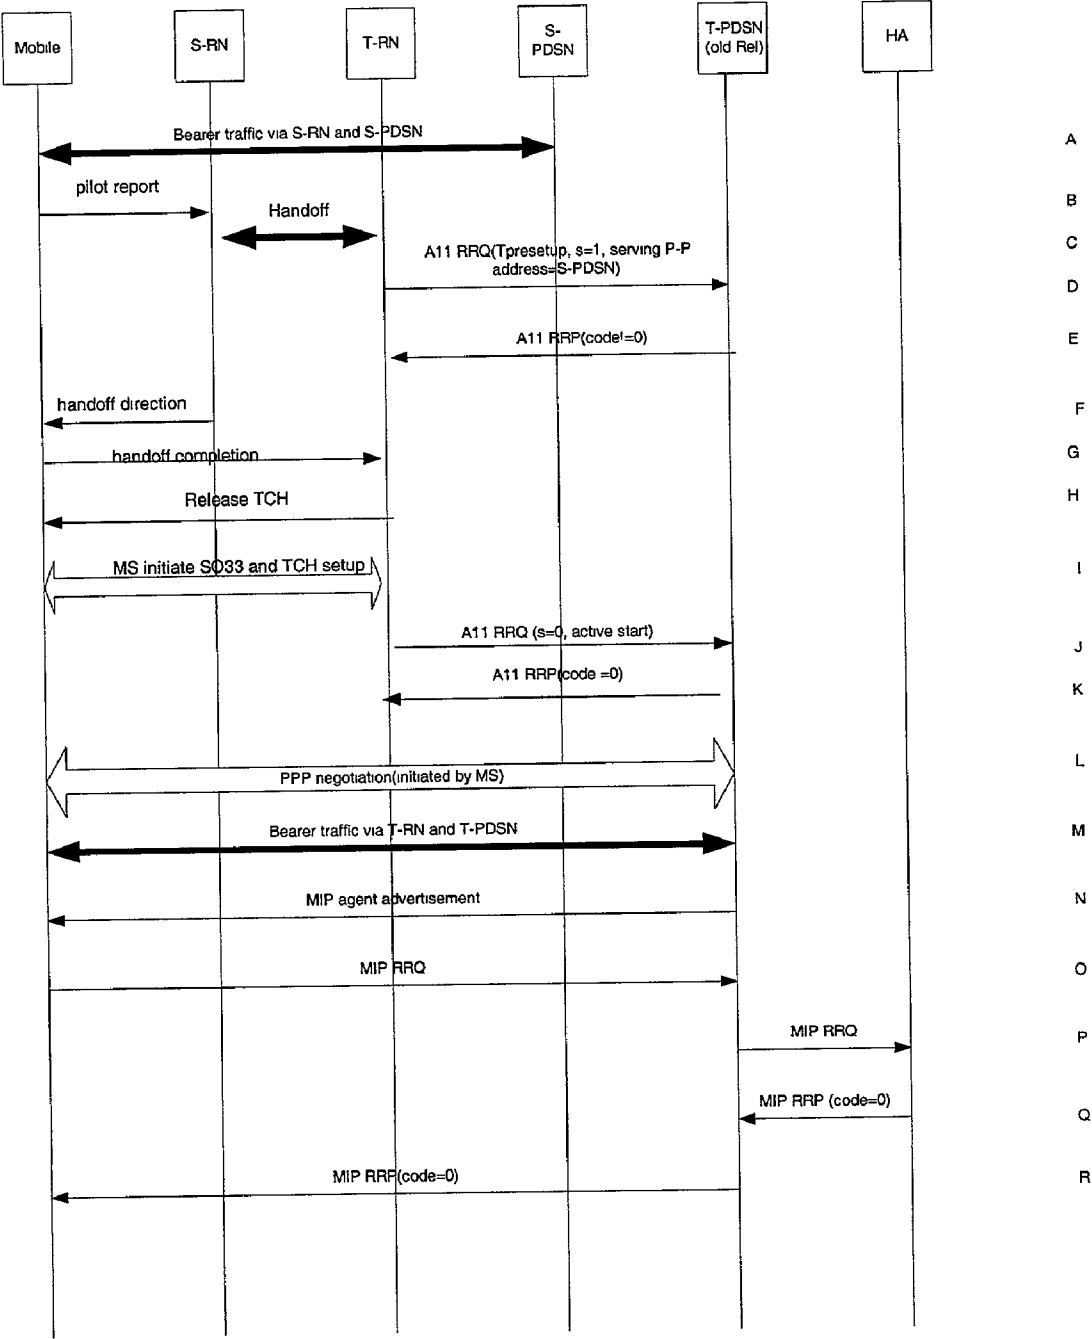 Mobile
S-RN
T-RN
S-
PDSN
T-PDSN
(old Rel)
HA
Bearer traffic via S-RN and S-PDSN
A
pilot report
B
Handoff
C
A11 RRQ(Tpresetup, s=1, serving P-P
address=S-PDSN)
D
A11 RRP(code!=0)
E
handoff direction
F
handoff completion
G
Release TCH
H
MS initiate SO33 and TCH setup
I
A11 RRQ (s=0, active start)
J
A11 RRP(code =0)
K
PPP negotiation(initiated by MS)
L
Bearer traffic via T-RN and T-PDSN
M
MIP agent advertisement
N
MIP RRQ
O
MIP RRQ
P
MIP RRP (code=0)
Q
MIP RRP(code=0)
R